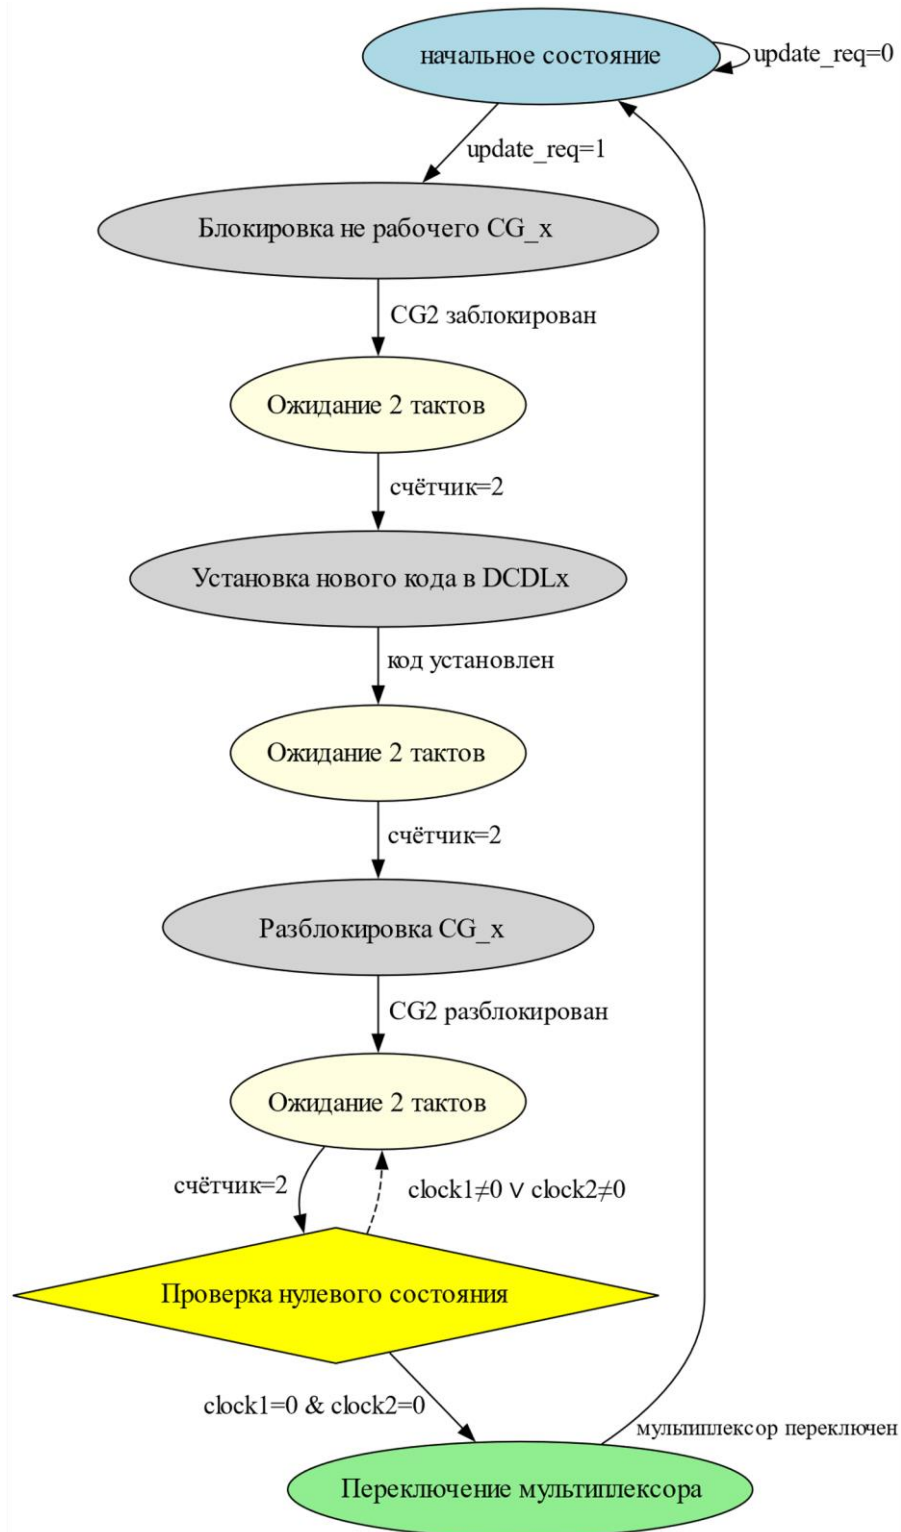 начальное состояние
update_req=0
update_req=1
Блокировка не рабочего CG_x
CG2 заблокирован
Ожидание 2 тактов
счётчик=2
Установка нового кода в DCDLx
код установлен
Ожидание 2 тактов
счётчик=2
Разблокировка CG_x
CG2 разблокирован
Ожидание 2 тактов
счётчик=2
clock1≠0 ∨ clock2≠0
Проверка нулевого состояния
clock1=0 & clock2=0
мультиплексор переключен
Переключение мультиплексора